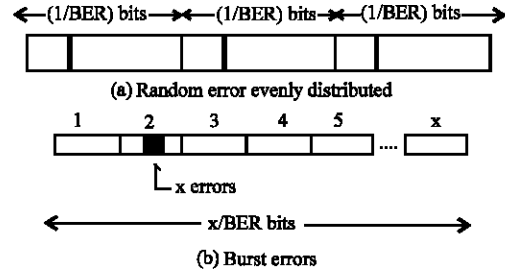 (1/BER) bits (1/BER) bits (1/BER) bits
(a) Random error evenly distributed
1 2 3 4 5 x
....
x errors
x/BER bits
(b) Burst errors